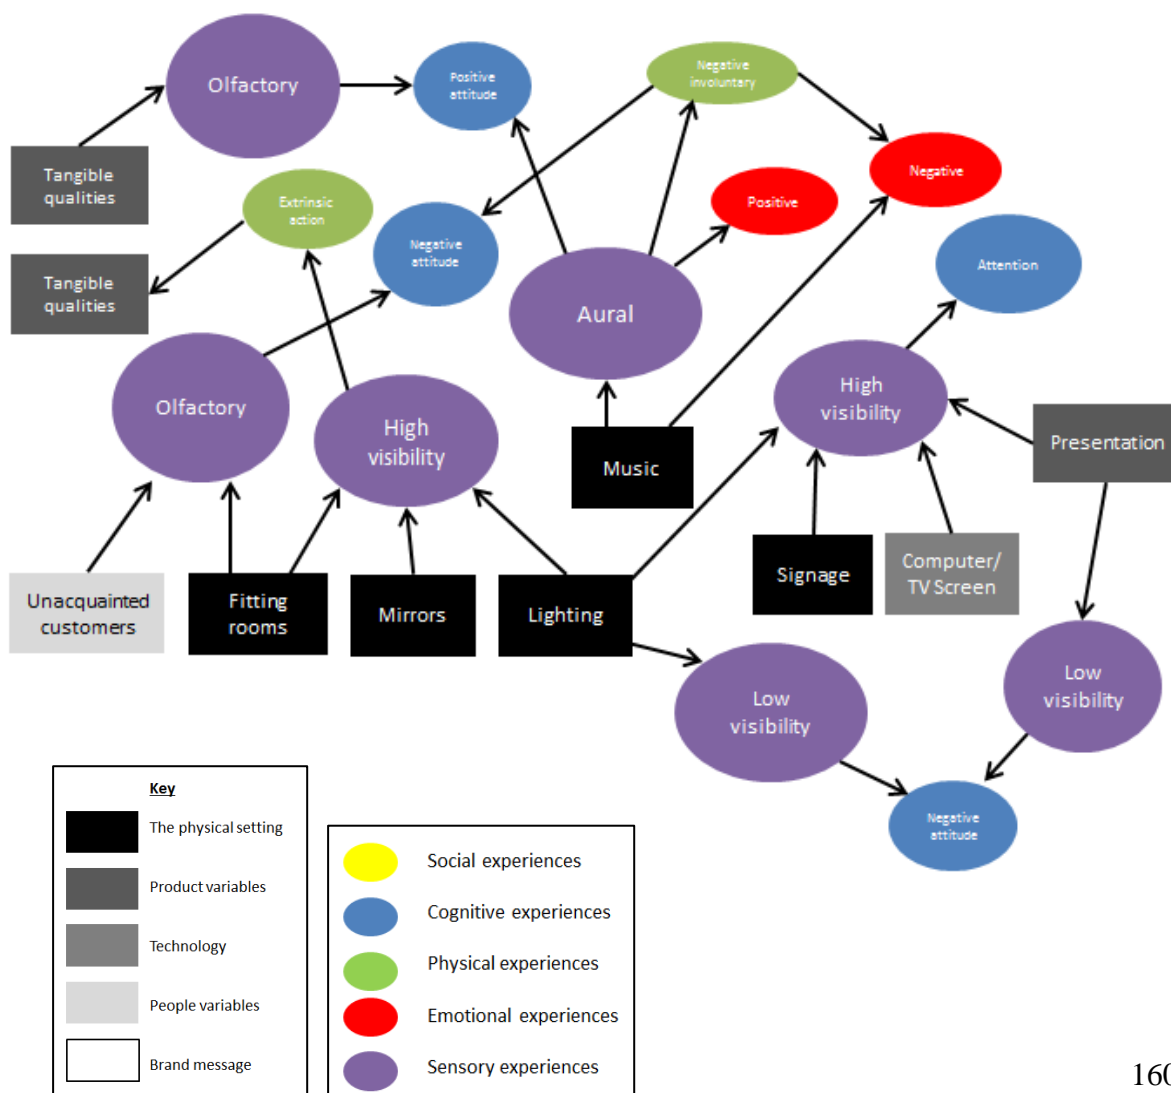 Olfactory
Positive
attitude
Negative
involuntary
Tangible
qualities
Extrinsic
action
Positive
Negative
Negative
attitude
Attention
Tangible
qualities
Aural
Olfactory
High
visibility
High
visibility
Music
Presentation
Unacquainted
customers
Fitting
rooms
Mirrors
Lighting
Signage
Computer/
TV Screen
Low
visibility
Low
visibility
Negative
attitude
Key
The physical setting
Product variables
Technology
People variables
Brand message
Social experiences
Cognitive experiences
Physical experiences
Emotional experiences
Sensory experiences
160